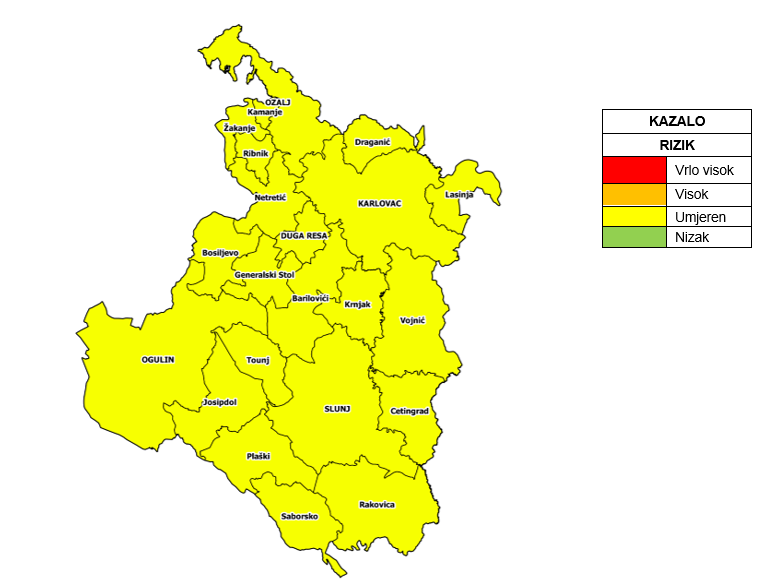 OZALJ
Kamanje
Žakanje
Ribnik
Draganić
Netretić
KARLOVAC
Lasinja
DUGA RESA
Bosiljevo
Generalski Stol
Barilovići
Krnjak
Vojnić
OGULIN
Tounj
Josipdol
SLUNJ
Cetingrad
Plaški
Rakovica
Saborsko
KAZALO
RIZIK
Vrlo visok
Visok
Umjeren
Nizak